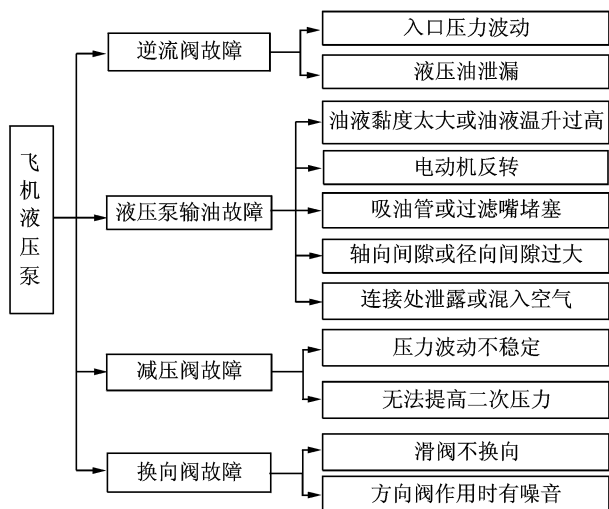 飞机液压泵
逆流阀故障
入口压力波动
液压油泄漏
液压泵输油故障
油液黏度太大或油液温升过高
电动机反转
吸油管或过滤嘴堵塞
轴向间隙或径向间隙过大
连接处泄露或混入空气
减压阀故障
压力波动不稳定
无法提高二次压力
换向阀故障
滑阀不换向
方向阀作用时有噪音